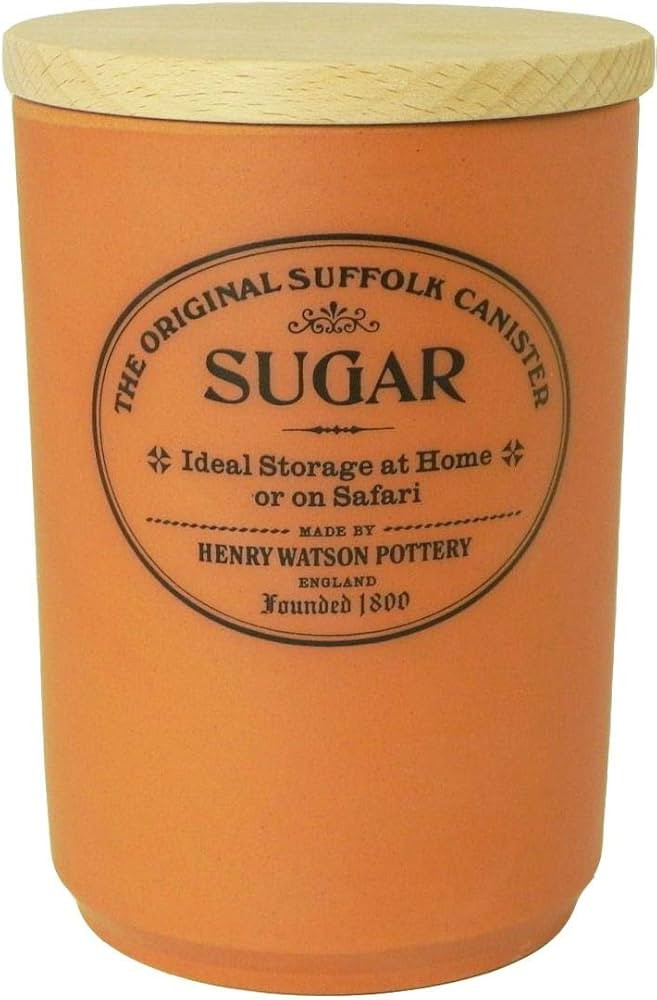 THE ORIGINAL SUFFOLK CANISTER
SUGAR
Ideal Storage at Home
or on Safari
MADE BY
HENRY WATSON POTTERY
ENGLAND
Founded 1800